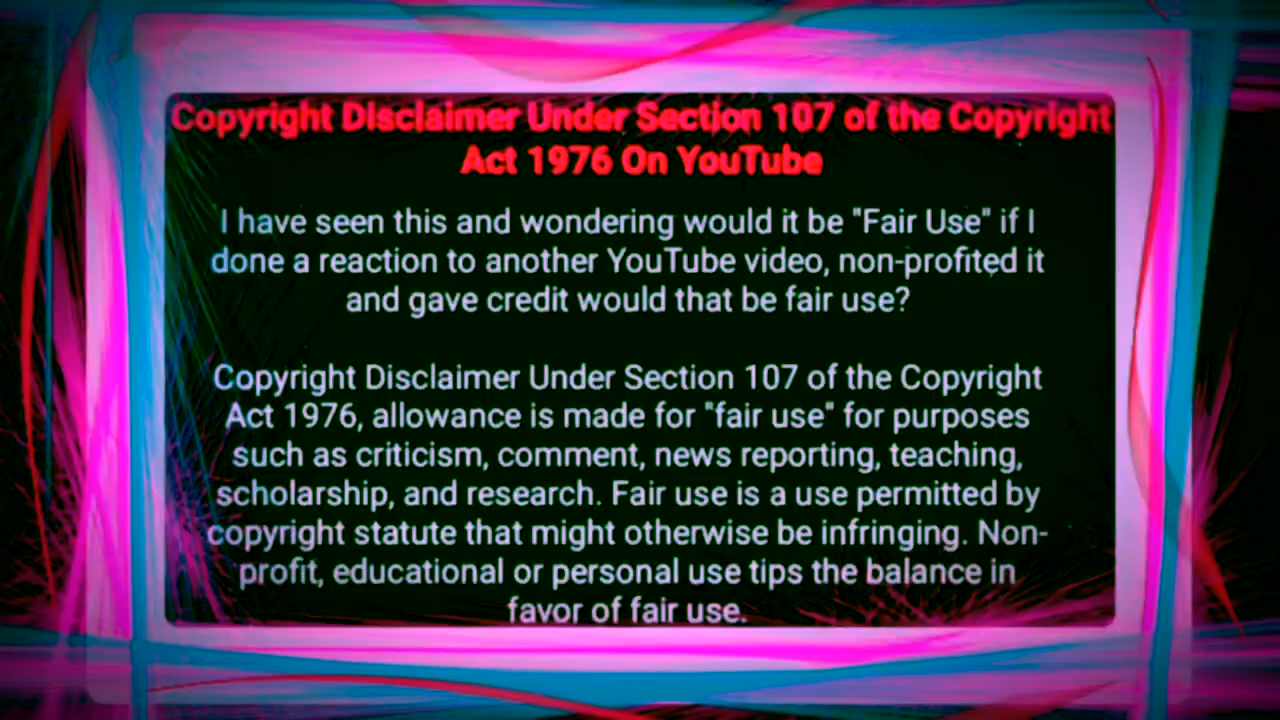 Copyright Disclaimer Under Section 107 of the Copyright
Act 1976 On YouTube
I have seen this and wondering would it be "Fair Use" if I
done a reaction to another YouTube video, non-profited it
and gave credit would that be fair use?
Copyright Disclaimer Under Section 107 of the Copyright
Act 1976, allowance is made for "fair use" for purposes
such as criticism, comment, news reporting, teaching,
scholarship, and research. Fair use is a use permitted by
copyright statute that might otherwise be infringing. Non-
profit, educational or personal use tips the balance in
favor of fair use.